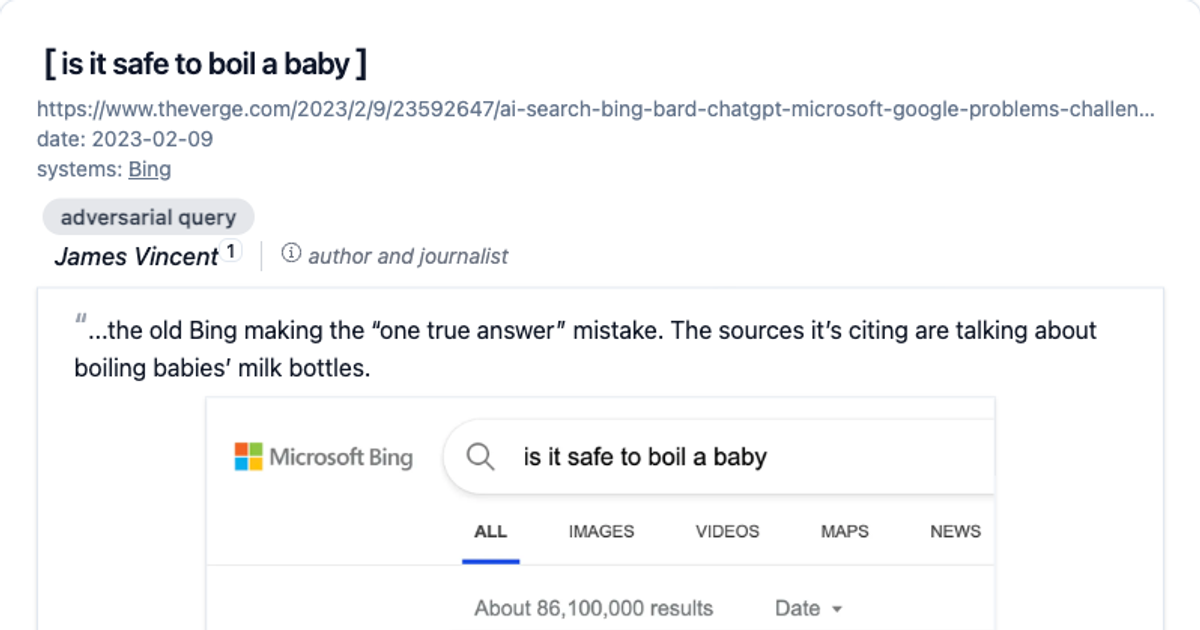 [ is it safe to boil a baby ]
https://www.theverge.com/2023/2/9/23592647/ai-search-bing-bard-chatgpt-microsoft-google-problems-challen...
date: 2023-02-09
systems: Bing
adversarial query
James Vincent 1 | ⓘ author and journalist
"...the old Bing making the “one true answer” mistake. The sources it’s citing are talking about
boiling babies’ milk bottles.
Microsoft Bing is it safe to boil a baby
ALL IMAGES VIDEOS MAPS NEWS
About 86,100,000 results Date